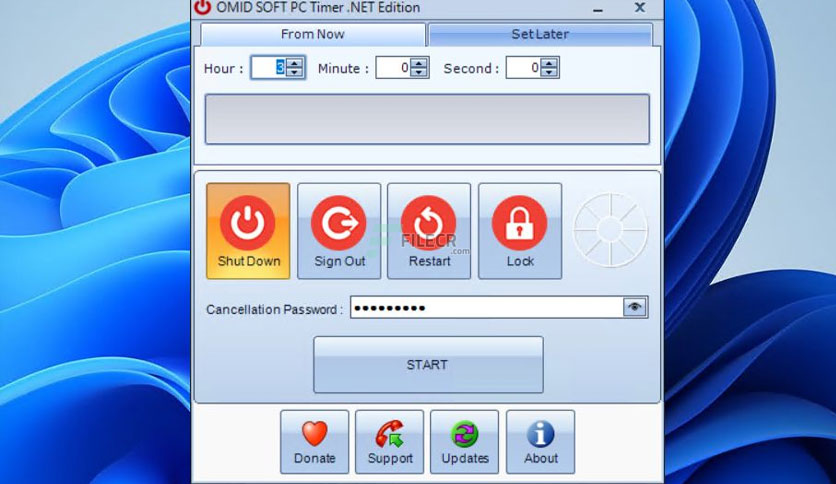 OMID SOFT PC Timer .NET Edition
From Now
Set Later
Hour : 3 Minute : 0 Second : 0
Shut Down
Sign Out
Restart
Lock
FILECR
.com
Cancellation Password : •••••••••
START
Donate
Support
Updates
About